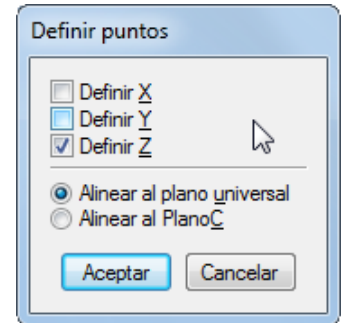 Definir puntos
Definir X
Definir Y
Definir Z
Alinear al plano universal
Alinear al PlanoC
Aceptar Cancelar